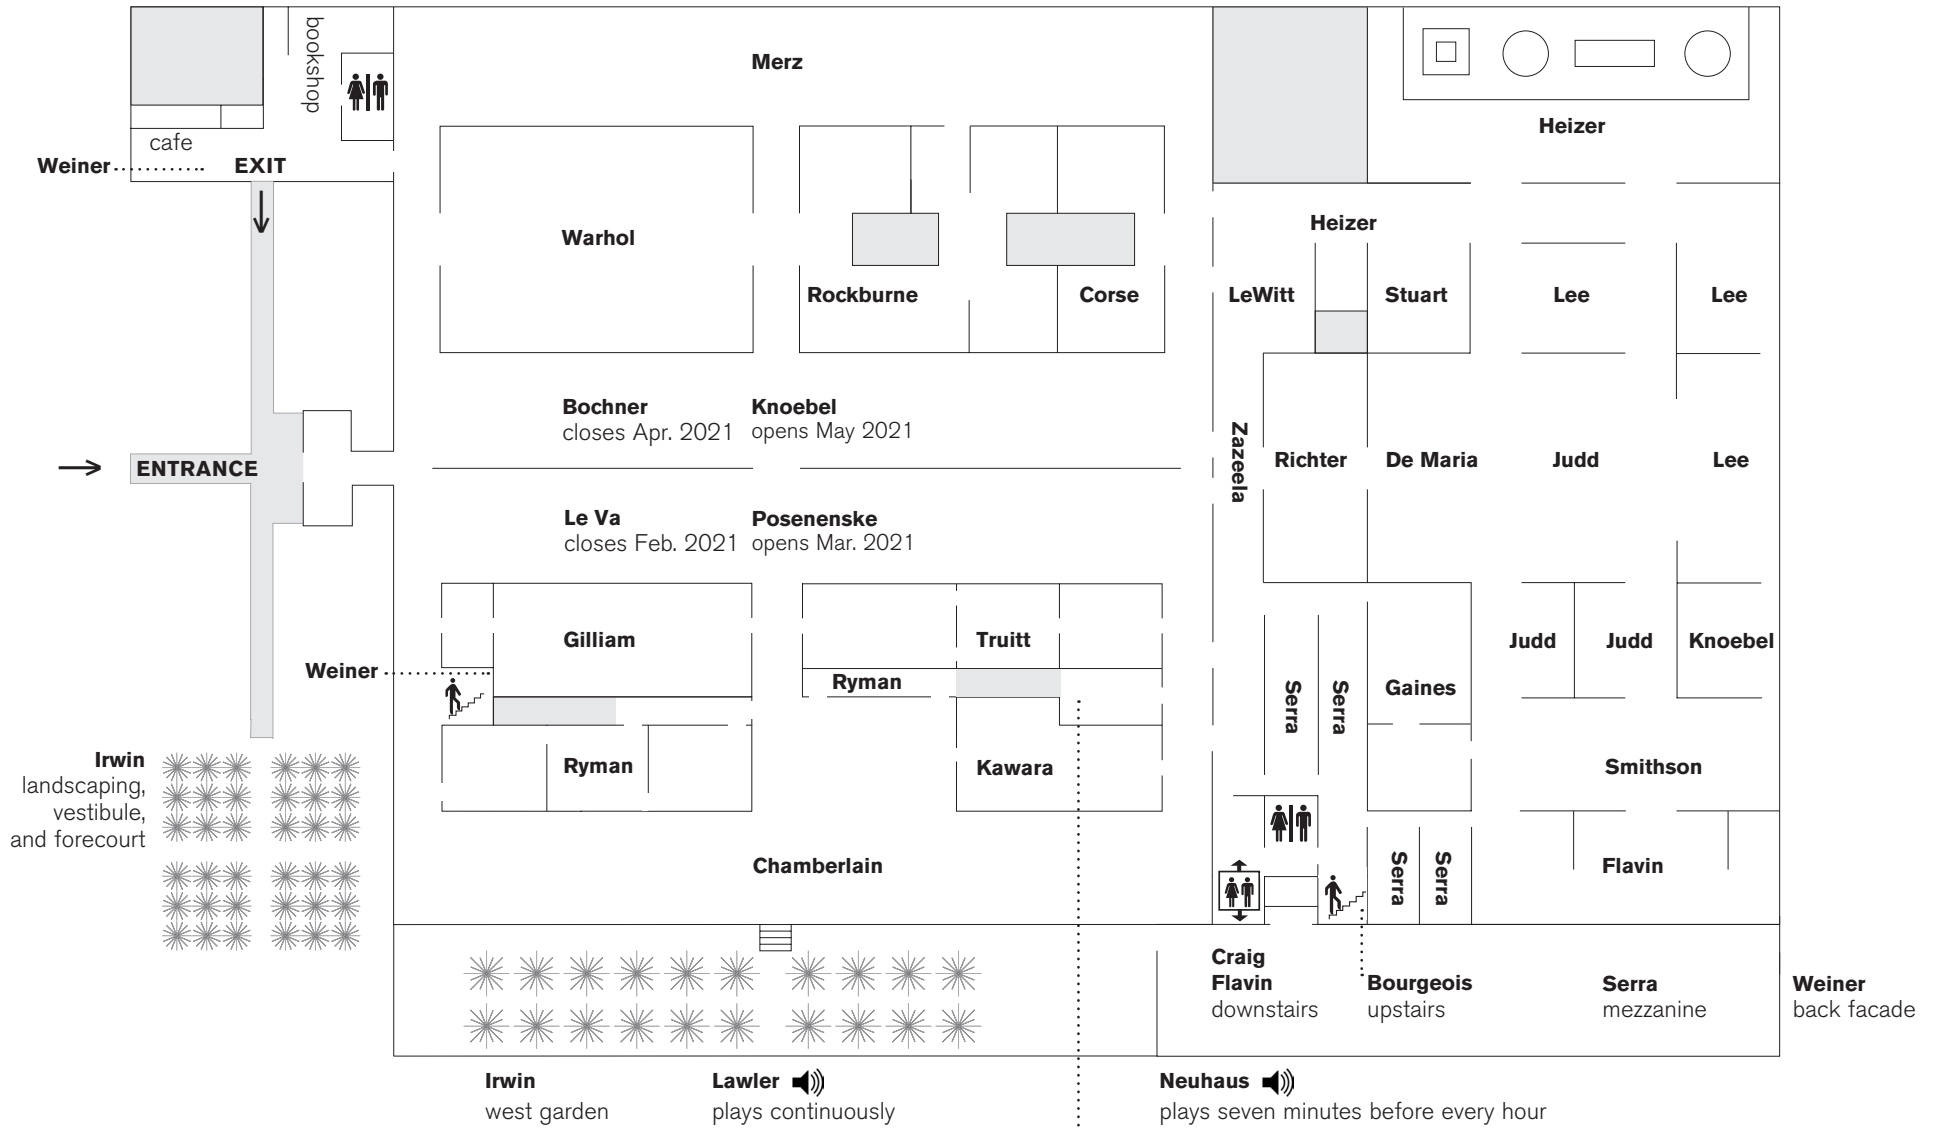 bookshop
Merz
Heizer
cafe
Weiner
EXIT
Warhol
Heizer
Rockburne
Corse
LeWitt
Stuart
Lee
Lee
Bochner
closes Apr. 2021
Knoebel
opens May 2021
ENTRANCE
Zazeela
Richter
De Maria
Judd
Lee
Le Va
closes Feb. 2021
Posenenske
opens Mar. 2021
Gilliam
Truitt
Judd
Judd
Knoebel
Weiner
Ryman
Serra
Serra
Gaines
Irwin
landscaping,
vestibule,
and forecourt
Ryman
Kawara
Smithson
Chamberlain
Serra
Serra
Flavin
Craig
Flavin
downstairs
Bourgeois
upstairs
Serra
mezzanine
Weiner
back facade
Irwin
west garden
Lawler
plays continuously
Neuhaus
plays seven minutes before every hour